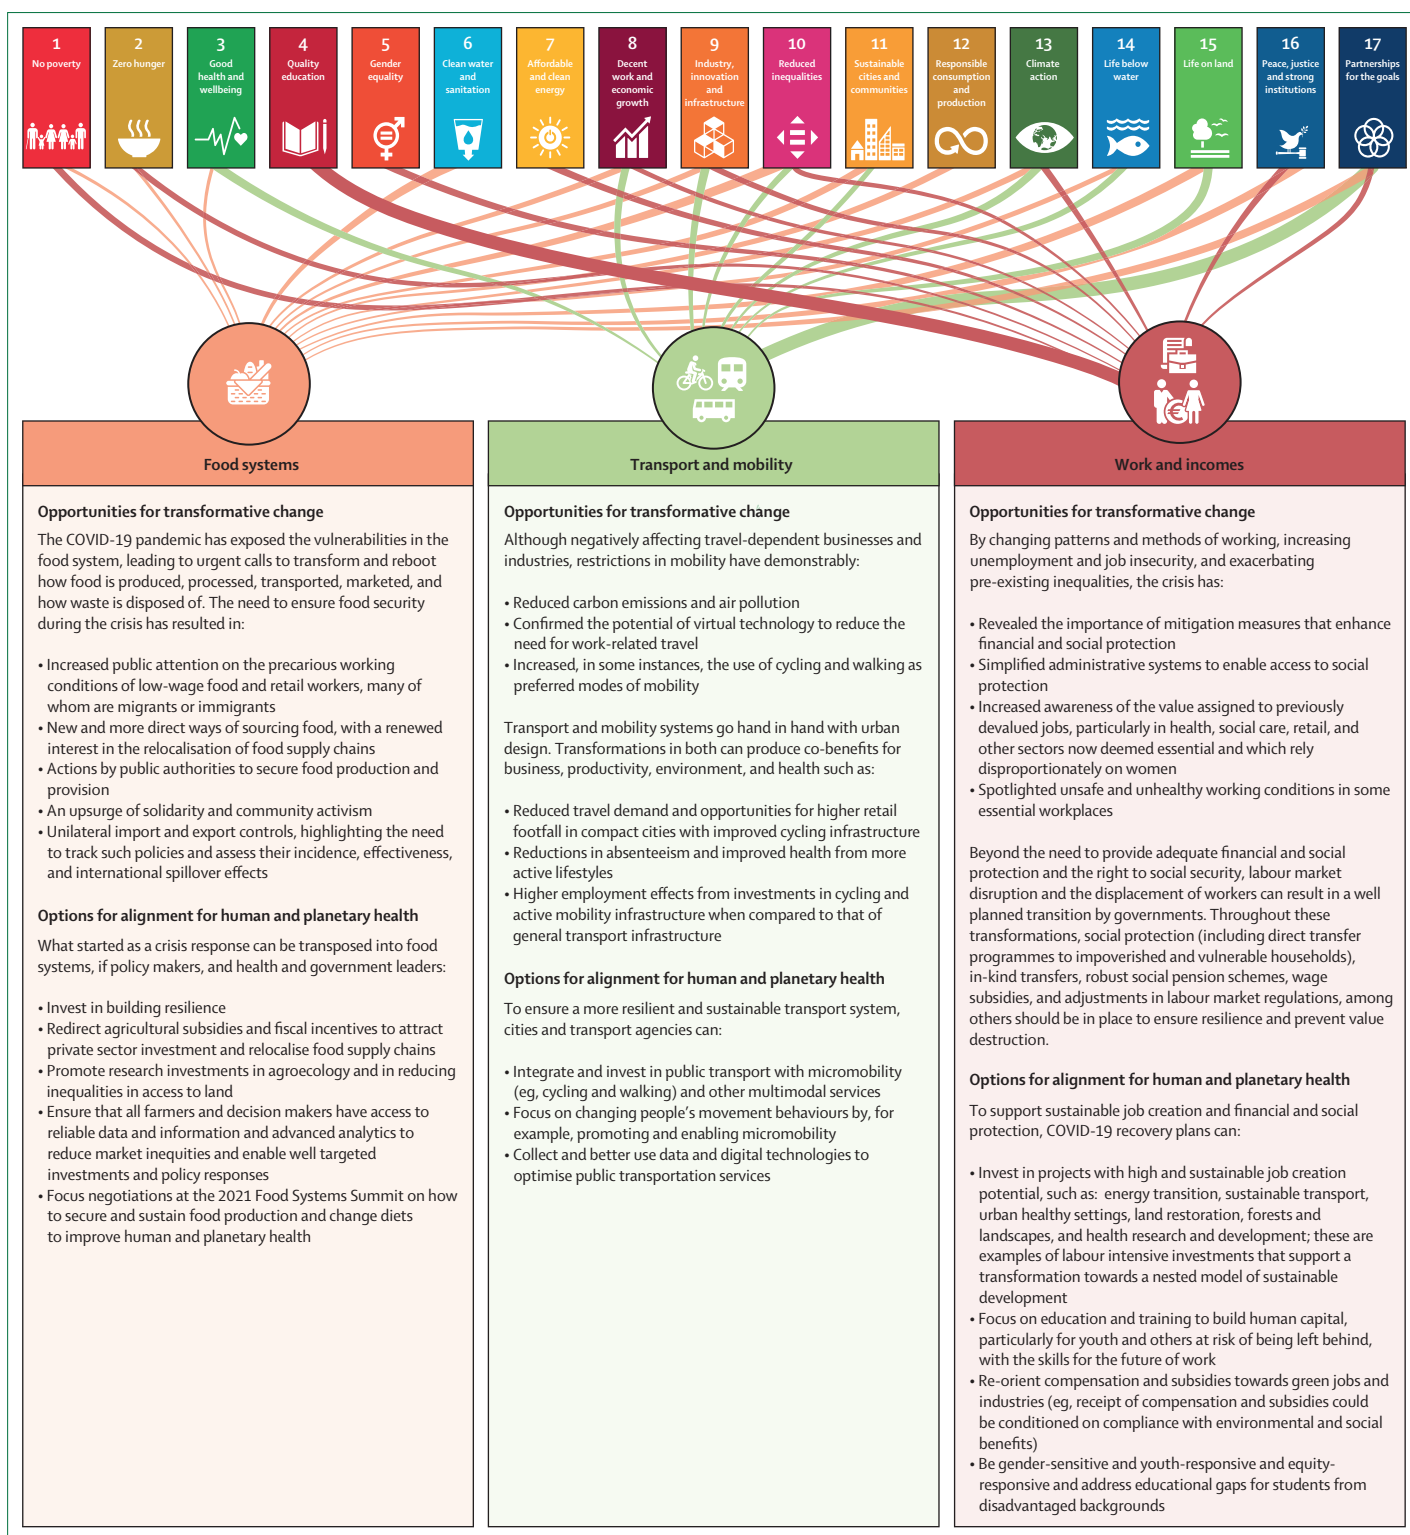 1
No poverty
2
Zero hunger
3
Good
health and
wellbeing
4
Quality
education
5
Gender
equality
6
Clean water
and
sanitation
7
Affordable
and clean
energy
8
Decent
work and
economic
growth
9
Industry,
innovation
and
infrastructure
10
Reduced
inequalities
11
Sustainable
cities and
communities
12
Responsible
consumption
and
production
13
Climate
action
14
Life below
water
15
Life on land
16
Peace, justice
and strong
institutions
17
Partnerships
for the goals
Food systems
Opportunities for transformative change
The COVID-19 pandemic has exposed the vulnerabilities in the
food system, leading to urgent calls to transform and reboot
how food is produced, processed, transported, marketed, and
how waste is disposed of. The need to ensure food security
during the crisis has resulted in:
• Increased public attention on the precarious working
conditions of low-wage food and retail workers, many of
whom are migrants or immigrants
• New and more direct ways of sourcing food, with a renewed
interest in the relocalisation of food supply chains
• Actions by public authorities to secure food production and
provision
• An upsurge of solidarity and community activism
• Unilateral import and export controls, highlighting the need
to track such policies and assess their incidence, effectiveness,
and international spillover effects
Options for alignment for human and planetary health
What started as a crisis response can be transposed into food
systems, if policy makers, and health and government leaders:
• Invest in building resilience
• Redirect agricultural subsidies and fiscal incentives to attract
private sector investment and relocalise food supply chains
• Promote research investments in agroecology and in reducing
inequalities in access to land
• Ensure that all farmers and decision makers have access to
reliable data and information and advanced analytics to
reduce market inequities and enable well targeted
investments and policy responses
• Focus negotiations at the 2021 Food Systems Summit on how
to secure and sustain food production and change diets
to improve human and planetary health
Transport and mobility
Opportunities for transformative change
Although negatively affecting travel-dependent businesses and
industries, restrictions in mobility have demonstrably:
• Reduced carbon emissions and air pollution
• Confirmed the potential of virtual technology to reduce the
need for work-related travel
• Increased, in some instances, the use of cycling and walking as
preferred modes of mobility
Transport and mobility systems go hand in hand with urban
design. Transformations in both can produce co-benefits for
business, productivity, environment, and health such as:
• Reduced travel demand and opportunities for higher retail
footfall in compact cities with improved cycling infrastructure
• Reductions in absenteeism and improved health from more
active lifestyles
• Higher employment effects from investments in cycling and
active mobility infrastructure when compared to that of
general transport infrastructure
Options for alignment for human and planetary health
To ensure a more resilient and sustainable transport system,
cities and transport agencies can:
• Integrate and invest in public transport with micromobility
(eg, cycling and walking) and other multimodal services
• Focus on changing people's movement behaviours by, for
example, promoting and enabling micromobility
• Collect and better use data and digital technologies to
optimise public transportation services
€
Work and incomes
Opportunities for transformative change
By changing patterns and methods of working, increasing
unemployment and job insecurity, and exacerbating
pre-existing inequalities, the crisis has:
• Revealed the importance of mitigation measures that enhance
financial and social protection
• Simplified administrative systems to enable access to social
protection
• Increased awareness of the value assigned to previously
devalued jobs, particularly in health, social care, retail, and
other sectors now deemed essential and which rely
disproportionately on women
• Spotlighted unsafe and unhealthy working conditions in some
essential workplaces
Beyond the need to provide adequate financial and social
protection and the right to social security, labour market
disruption and the displacement of workers can result in a well
planned transition by governments. Throughout these
transformations, social protection (including direct transfer
programmes to impoverished and vulnerable households),
in-kind transfers, robust social pension schemes, wage
subsidies, and adjustments in labour market regulations, among
others should be in place to ensure resilience and prevent value
destruction.
Options for alignment for human and planetary health
To support sustainable job creation and financial and social
protection, COVID-19 recovery plans can:
• Invest in projects with high and sustainable job creation
potential, such as: energy transition, sustainable transport,
urban healthy settings, land restoration, forests and
landscapes, and health research and development; these are
examples of labour intensive investments that support a
transformation towards a nested model of sustainable
development
• Focus on education and training to build human capital,
particularly for youth and others at risk of being left behind,
with the skills for the future of work
• Re-orient compensation and subsidies towards green jobs and
industries (eg, receipt of compensation and subsidies could
be conditioned on compliance with environmental and social
benefits)
• Be gender-sensitive and youth-responsive and equity-
responsive and address educational gaps for students from
disadvantaged backgrounds